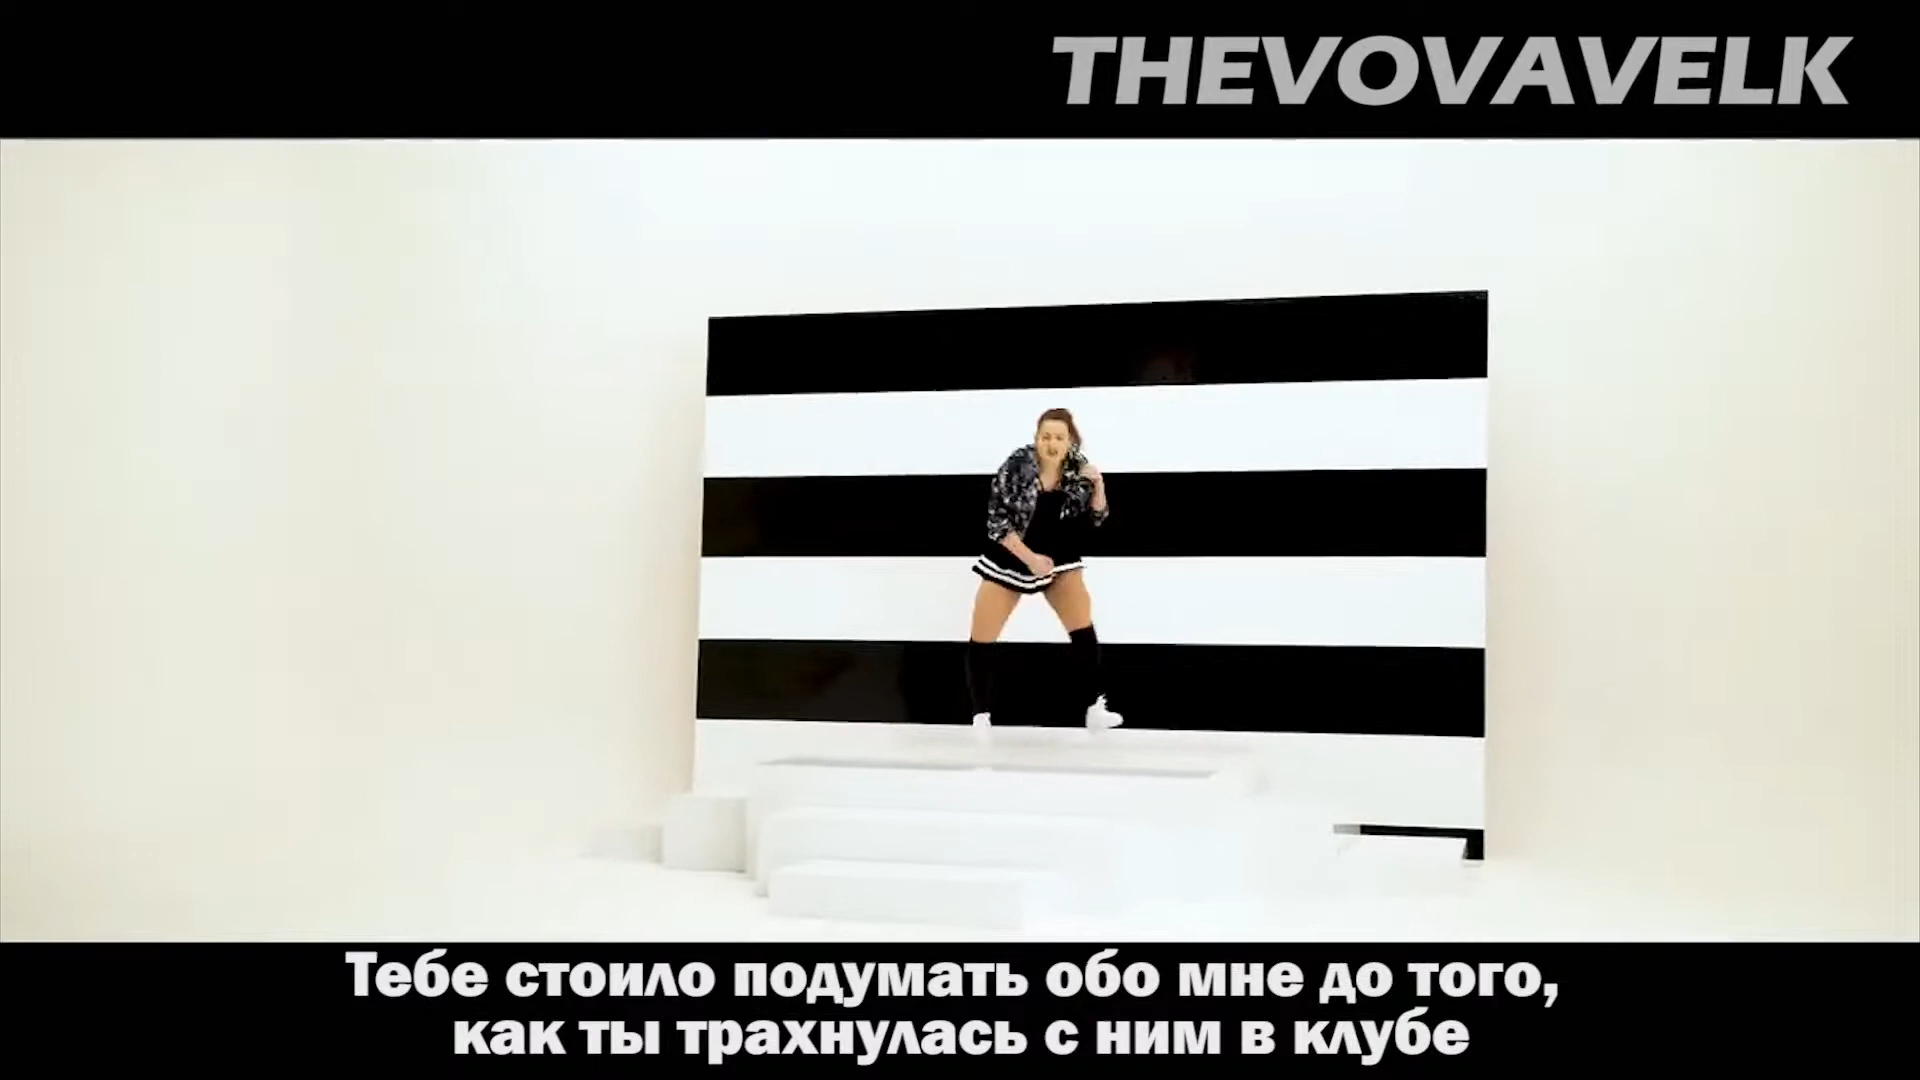 THEVOVAVELK
Тебе стоило подумать обо мне до того,
как ты трахнулась с ним в клубе